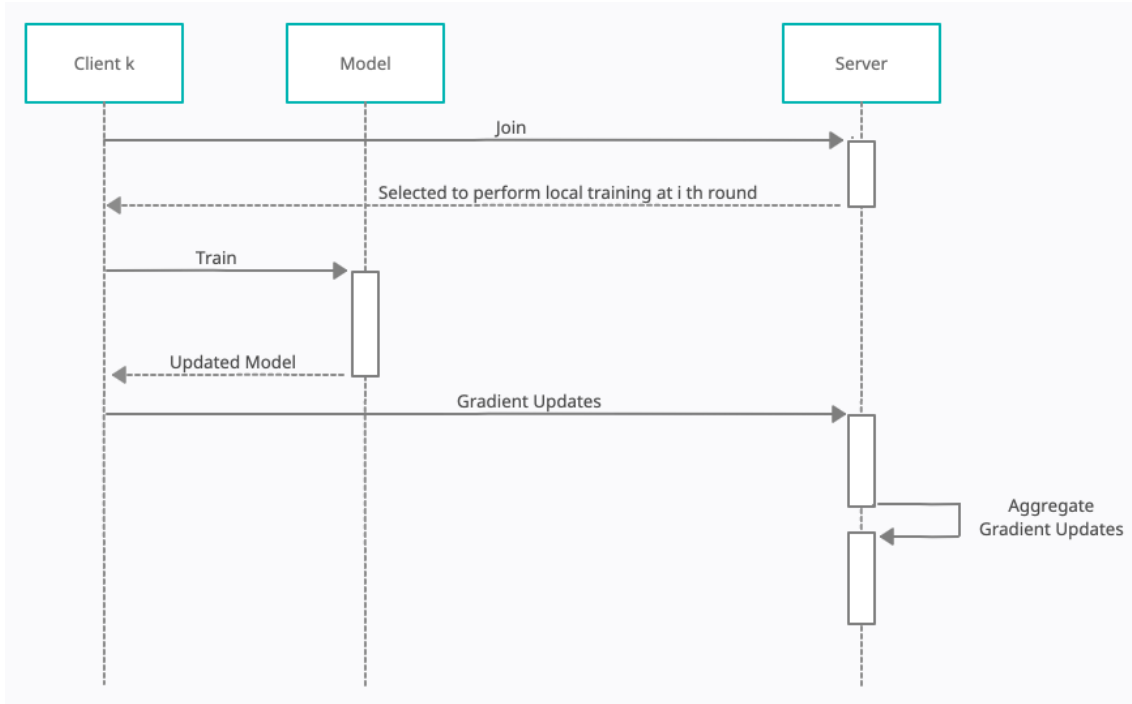 Client k
Model
Server
Join
Selected to perform local training at i th round
Train
Updated Model
Gradient Updates
Aggregate
Gradient Updates